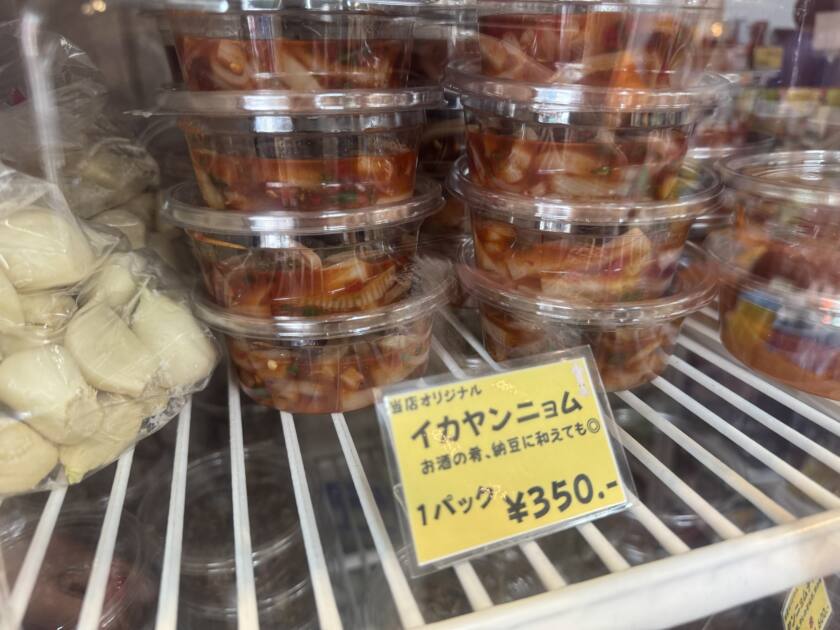 当店オリジナル
イカヤンニョム
お酒の肴、納豆に和えても◎
1パック ¥350.-